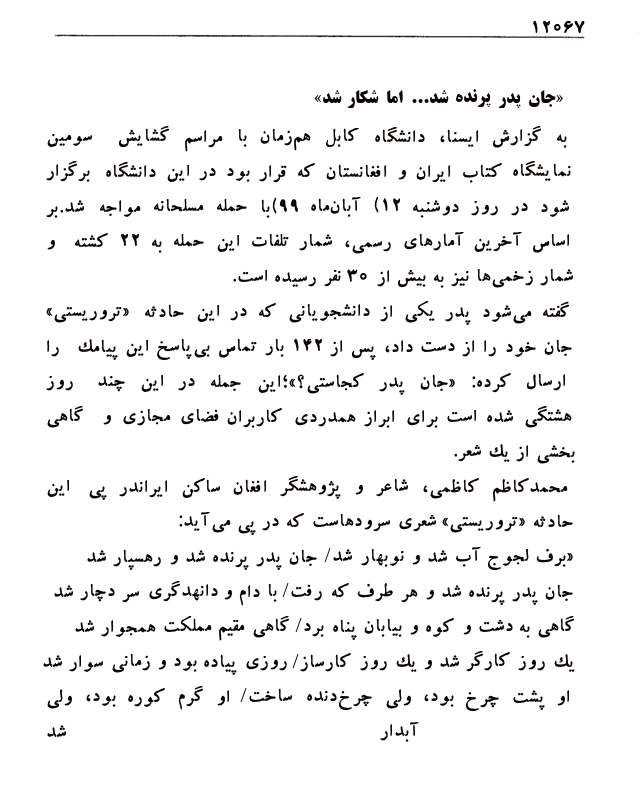 ۱۲۰۶۷
«جان پدر پرنده شد... اما شکار شد»
به گزارش ایسنا، دانشگاه کابل هم‌زمان با مراسم گشایش سومین
نمایشگاه کتاب ایران و افغانستان که قرار بود در این دانشگاه برگزار
شود در روز دوشنبه ۱۲) آبان‌ماه ۹۹)با حمله مسلحانه مواجه شد.بر
اساس آخرین آمارهای رسمی، شمار تلفات این حمله به ۲۲ کشته و
شمار زخمی‌ها نیز به بیش از ۳۰ نفر رسیده است.
گفته می‌شود پدر یکی از دانشجویانی که در این حادثه «تروریستی»
جان خود را از دست داد، پس از ۱۴۲ بار تماس بی‌پاسخ این پیامك را
ارسال کرده: «جان پدر کجاستی؟»؛این جمله در این چند روز
هشتگی شده است برای ابراز همدردی کاربران فضای مجازی و گاهی
بخشی از یك شعر.
محمدکاظم کاظمی، شاعر و پژوهشگر افغان ساکن ایراندر پی این
حادثه «تروریستی» شعری سرودهاست که در پی می‌آید:
«برف لجوج آب شد و نوبهار شد/ جان پدر پرنده شد و رهسپار شد
جان پدر پرنده شد و هر طرف که رفت/ با دام و دانهدگری سر دچار شد
گاهی به دشت و کوه و بیابان پناه برد/ گاهی مقیم مملکت همجوار شد
یك روز کارگر شد و یك روز کارساز/ روزی پیاده بود و زمانی سوار شد
او پشت چرخ بود، ولی چرخ‌دنده ساخت/ او گرم کوره بود، ولی
آبدار شد